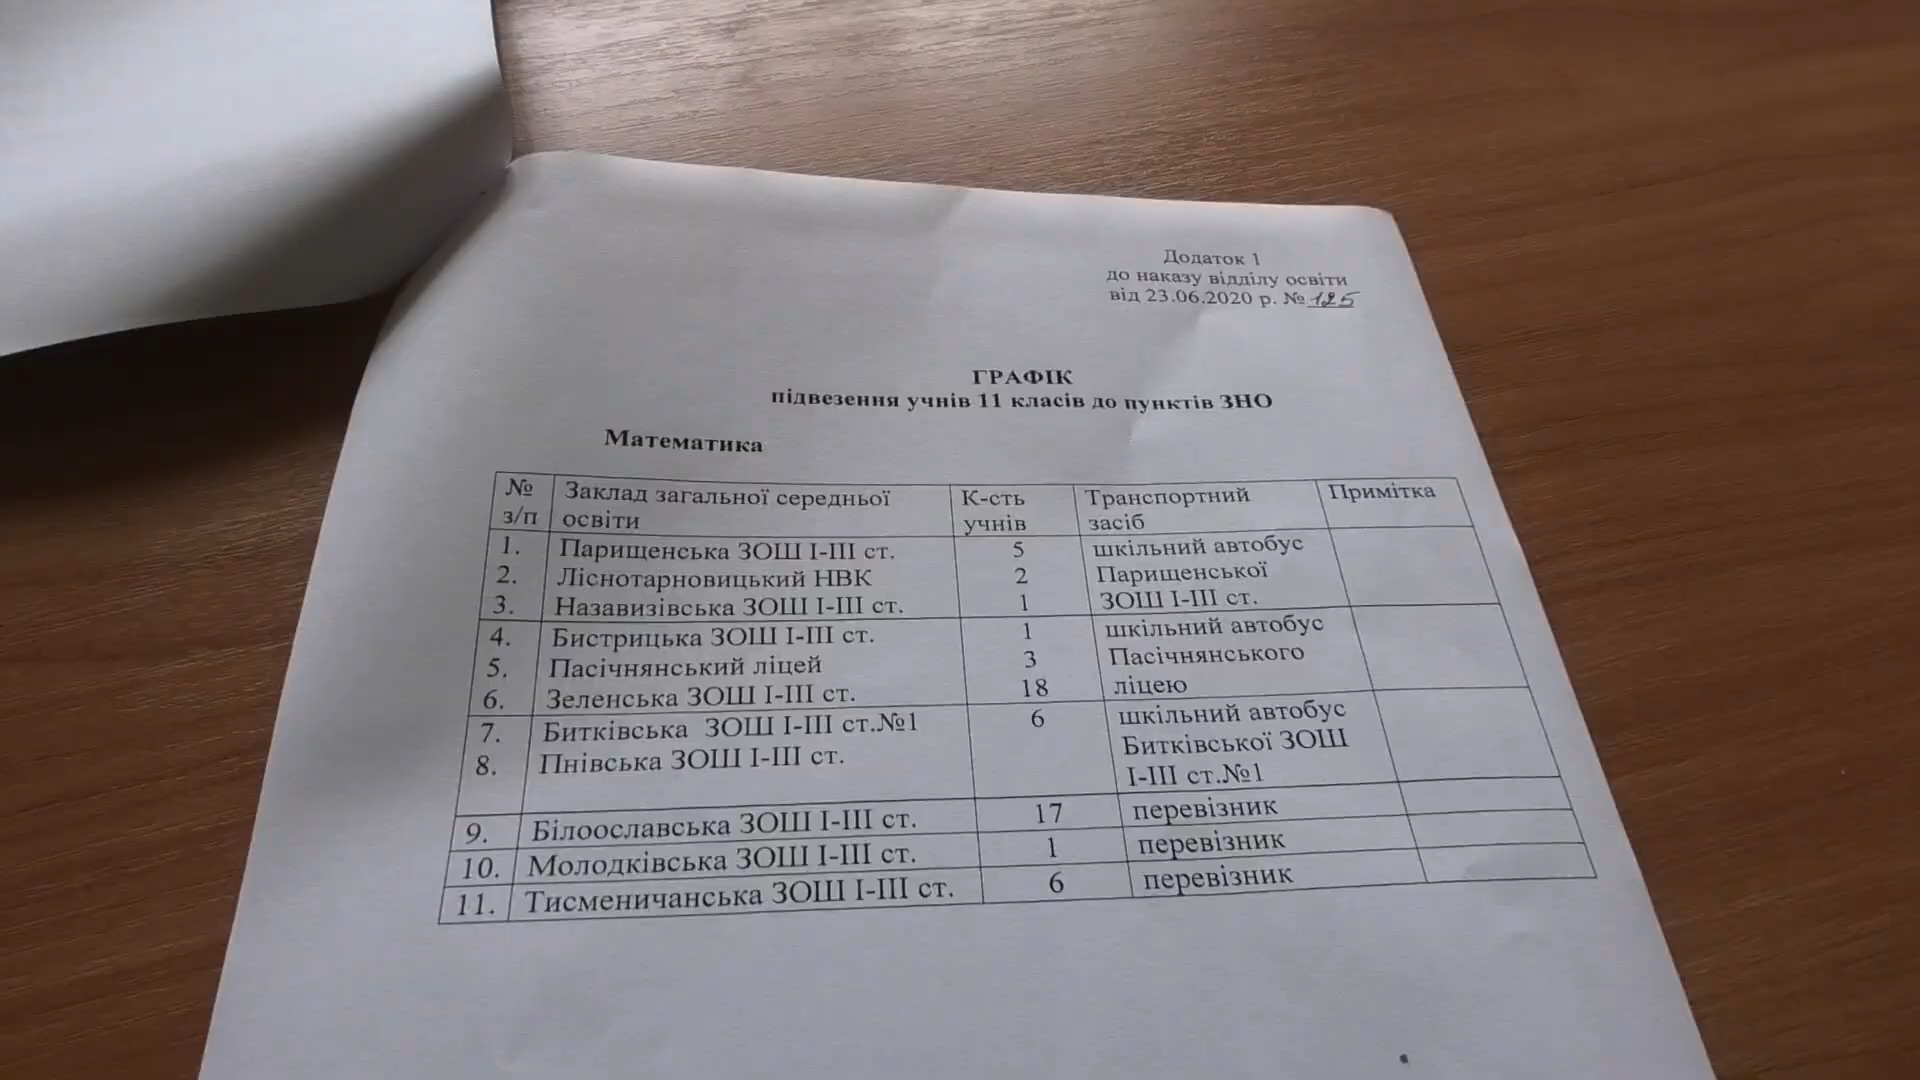 Додаток 1
до наказу відділу освіти
від 23.06.2020 р. № 125
ГРАФІК
підвезення учнів 11 класів до пунктів ЗНО
Математика
№ з/п Заклад загальної середньої освіти К-сть учнів Транспортний засіб Примітка
1. Парищенська ЗОШ І-ІІІ ст. 5 шкільний автобус
2. Ліснотарновицький НВК 2 Парищенської
3. Назавизівська ЗОШ І-ІІІ ст. 1 ЗОШ І-ІІІ ст.
4. Бистрицька ЗОШ І-ІІІ ст. 1 шкільний автобус
5. Пасічнянський ліцей 3 Пасічнянського
6. Зеленська ЗОШ І-ІІІ ст. 18 ліцею
7. Битківська ЗОШ І-ІІІ ст.№1 6 шкільний автобус
8. Пнівська ЗОШ І-ІІІ ст. Битківської ЗОШ
І-ІІІ ст.№1
9. Білоославська ЗОШ І-ІІІ ст. 17 перевізник
10. Молодківська ЗОШ І-ІІІ ст. 1 перевізник
11. Тисменичанська ЗОШ І-ІІІ ст. 6 перевізник